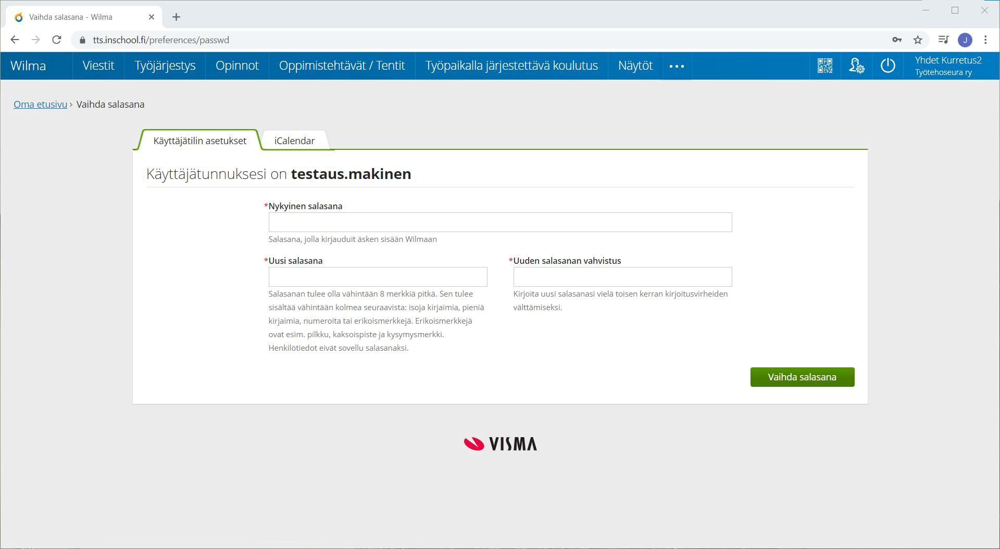 Vaihda salasana - Wilma
tts.inschool.fi/preferences/passwd
J
Wilma
Viestit
Työjärjestys
Opinnot
Oppimistehtävät / Tentit
Työpaikalla järjestettävä koulutus
Näytöt
Yhdet Kurretus2
Työtehoseura ry
Oma etusivu › Vaihda salasana
Käyttäjätilin asetukset
iCalendar
Käyttäjätunnuksesi on testaus.makinen
*Nykyinen salasana
Salasana, jolla kirjauduit äsken sisään Wilmaan
*Uusi salasana
Salasanan tulee olla vähintään 8 merkkiä pitkä. Sen tulee
sisältää vähintään kolmea seuraavista: isoja kirjaimia, pieniä
kirjaimia, numeroita tai erikoismerkkejä. Erikoismerkkejä
ovat esim. pilkku, kaksoispiste ja kysymysmerkki.
Henkilötiedot eivät sovellu salasanaksi.
*Uuden salasanan vahvistus
Kirjoita uusi salasanasi vielä toisen kerran kirjoitusvirheiden
välttämiseksi.
Vaihda salasana
VISMA